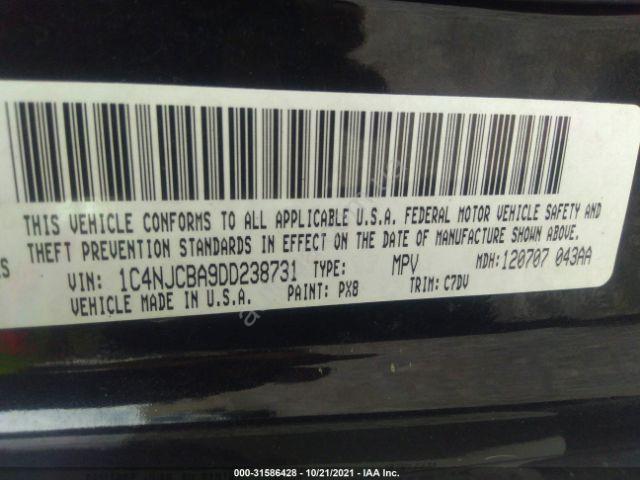 THIS VEHICLE CONFORMS TO ALL APPLICABLE U.S.A. FEDERAL MOTOR VEHICLE SAFETY AND
THEFT PREVENTION STANDARDS IN EFFECT ON THE DATE OF MANUFACTURE SHOWN ABOVE.
VIN: 1C4NJCBA9DD238731 TYPE: MPV MDH:120707 043AA
VEHICLE MADE IN U.S.A. PAINT: PX8 TRIM: C7DV
000-31586428 - 10/21/2021 - IAA Inc.